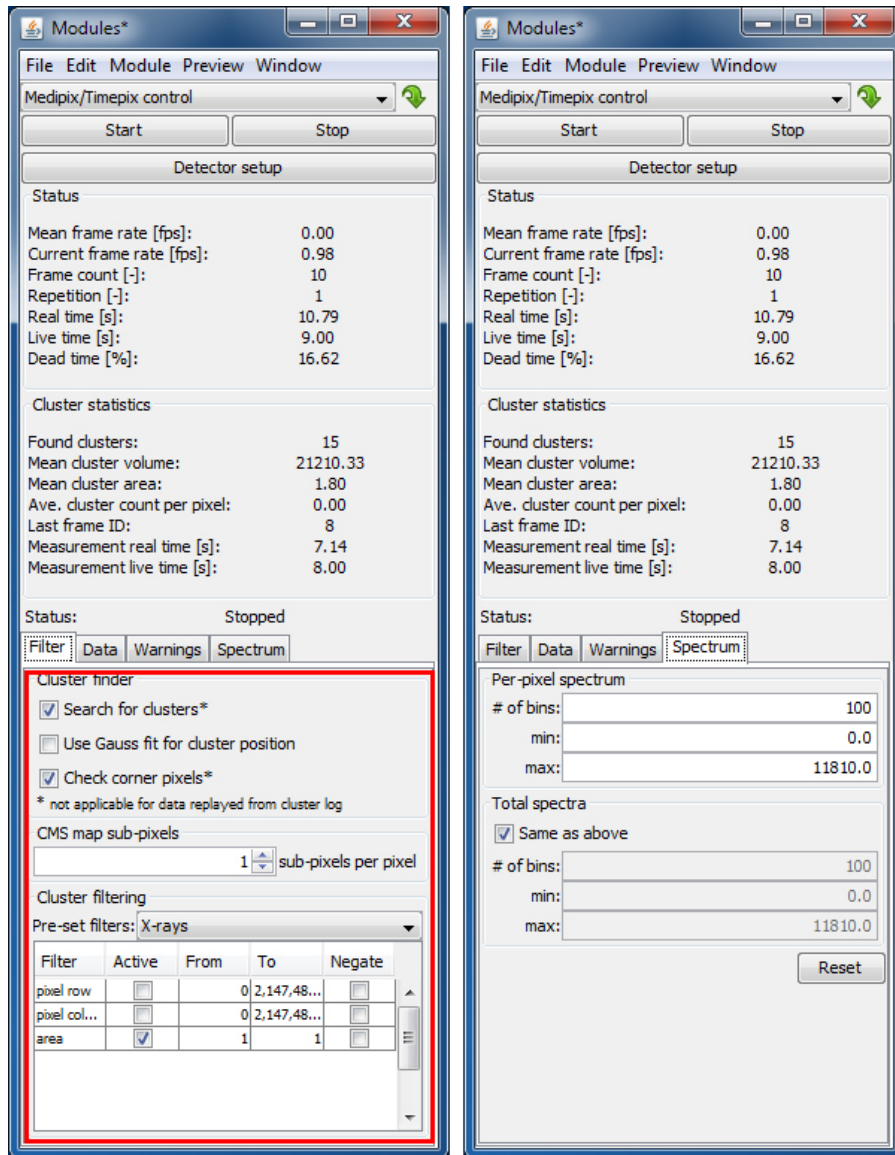 Modules*
File Edit Module Preview Window
Medipix/Timepix control
Start Stop
Detector setup
Status
Mean frame rate [fps]: 0.00
Current frame rate [fps]: 0.98
Frame count [-]: 10
Repetition [-]: 1
Real time [s]: 10.79
Live time [s]: 9.00
Dead time [%]: 16.62
Cluster statistics
Found clusters: 15
Mean cluster volume: 21210.33
Mean cluster area: 1.80
Ave. cluster count per pixel: 0.00
Last frame ID: 8
Measurement real time [s]: 7.14
Measurement live time [s]: 8.00
Status: Stopped
Filter Data Warnings Spectrum
Cluster finder
Search for clusters*
Use Gauss fit for cluster position
Check corner pixels*
* not applicable for data replayed from cluster log
CMS map sub-pixels
1 sub-pixels per pixel
Cluster filtering
Pre-set filters: X-rays
Filter Active From To Negate
pixel row 0 2,147,48...
pixel col... 0 2,147,48...
area 1 1
Modules*
File Edit Module Preview Window
Medipix/Timepix control
Start Stop
Detector setup
Status
Mean frame rate [fps]: 0.00
Current frame rate [fps]: 0.98
Frame count [-]: 10
Repetition [-]: 1
Real time [s]: 10.79
Live time [s]: 9.00
Dead time [%]: 16.62
Cluster statistics
Found clusters: 15
Mean cluster volume: 21210.33
Mean cluster area: 1.80
Ave. cluster count per pixel: 0.00
Last frame ID: 8
Measurement real time [s]: 7.14
Measurement live time [s]: 8.00
Status: Stopped
Filter Data Warnings Spectrum
Per-pixel spectrum
# of bins: 100
min: 0.0
max: 11810.0
Total spectra
Same as above
# of bins: 100
min: 0.0
max: 11810.0
Reset